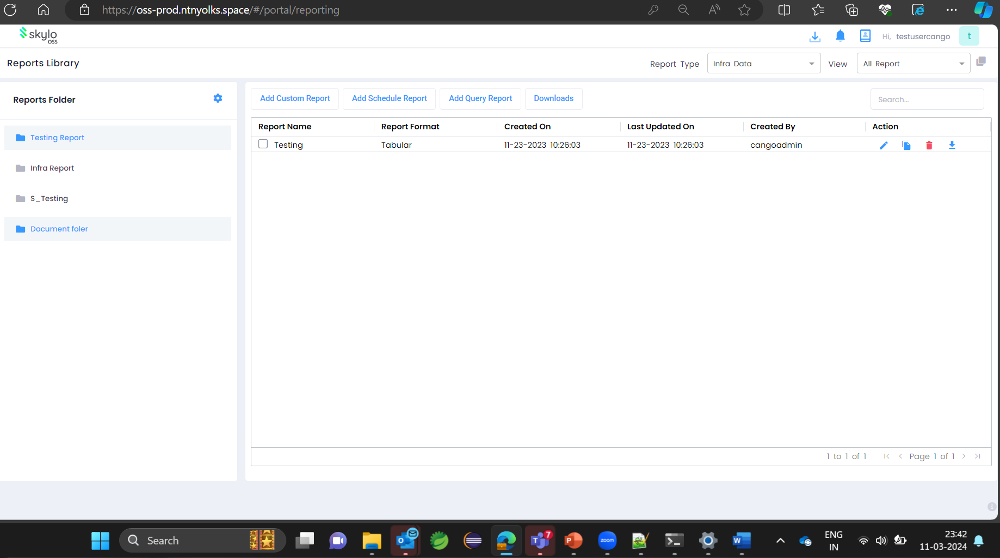 https://oss-prod.ntnyolks.space/#/portal/reporting
skylo
oss
Hi, testusercango
t
Reports Library
Report Type
Infra Data
View
All Report
Reports Folder
Testing Report
Infra Report
S_Testing
Document foler
Add Custom Report
Add Schedule Report
Add Query Report
Downloads
Search...
Report Name Report Format Created On Last Updated On Created By Action
Testing Tabular 11-23-2023 10:26:03 11-23-2023 10:26:03 cangoadmin
1 to 1 of 1 Page 1 of 1
Search
7
zoom
ENG
IN
23:42
11-03-2024